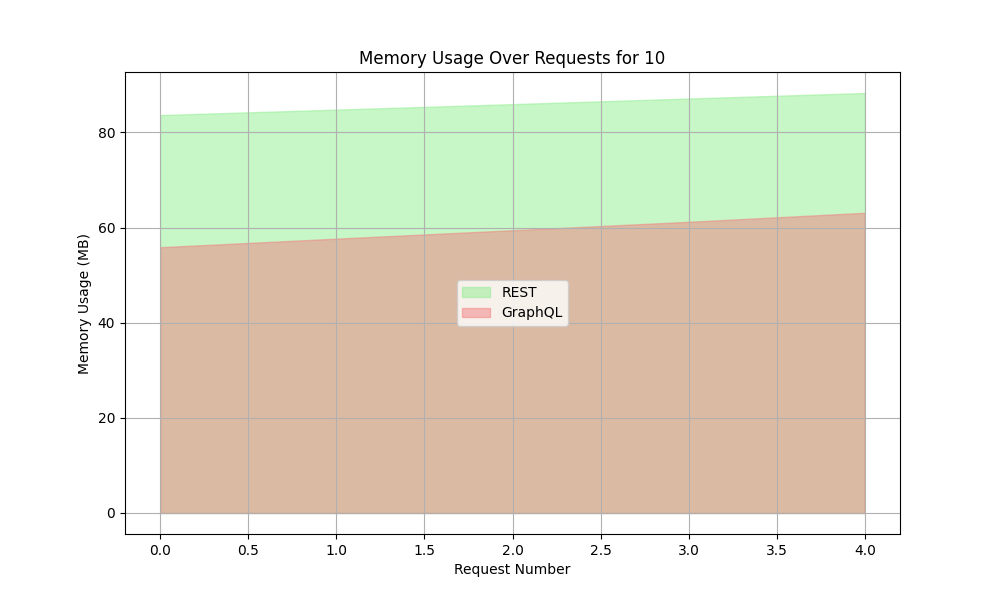 Memory Usage Over Requests for 10
Memory Usage (MB)
80
60
40
20
0
REST
GraphQL
0.0 0.5 1.0 1.5 2.0 2.5 3.0 3.5 4.0
Request Number